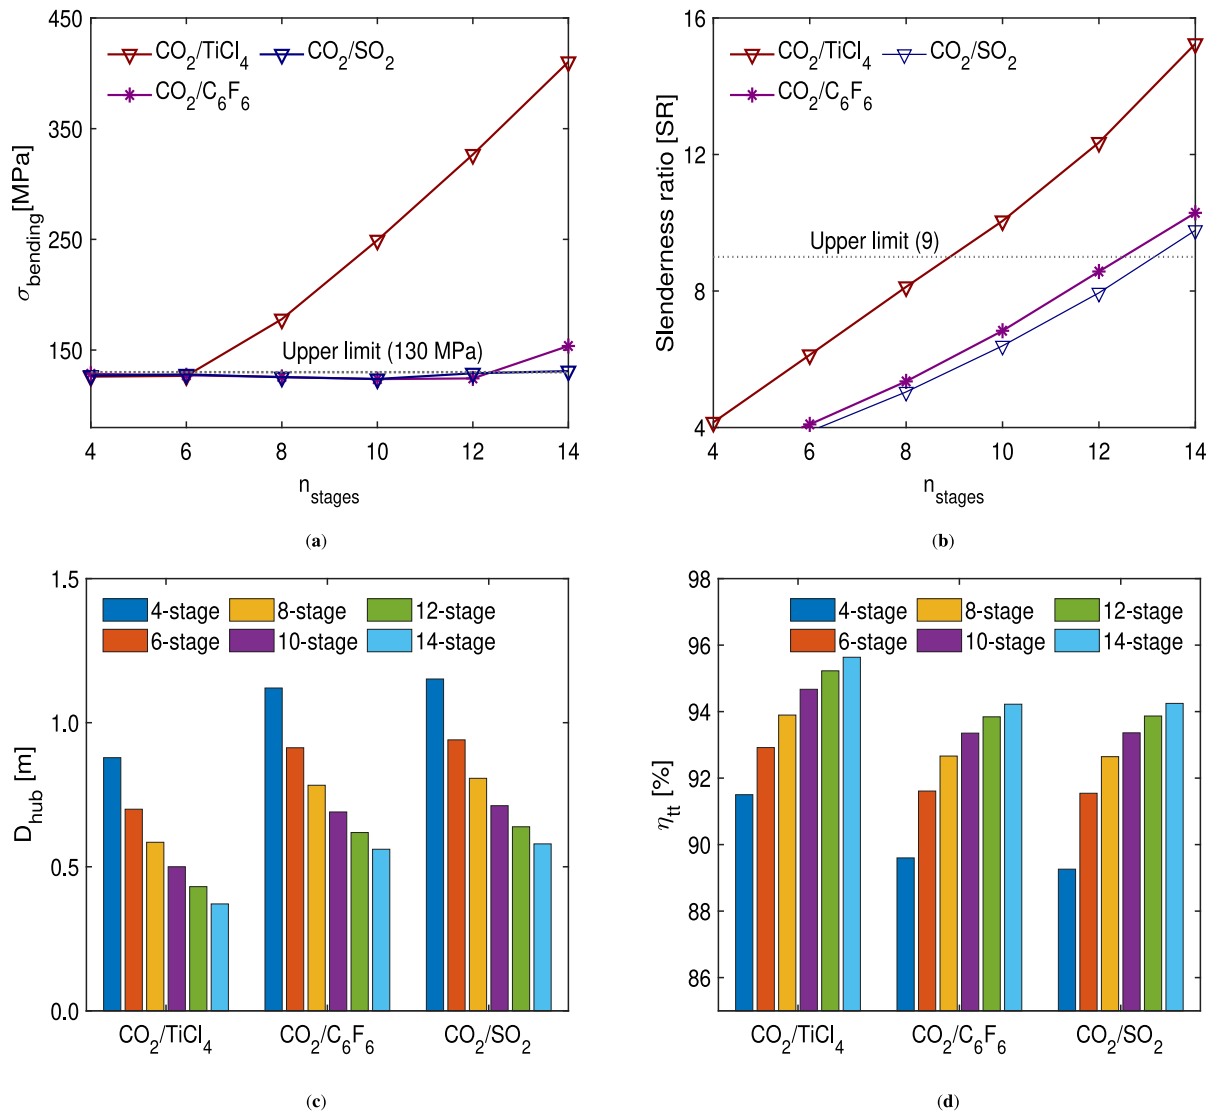 450
350
250
150
σbending[MPa]
CO2/TiCl4
CO2/SO2
CO2/C6F6
Upper limit (130 MPa)
4 6 8 10 12 14
nstages
(a)
16
12
8
4
Slenderness ratio [SR]
CO2/TiCl4
CO2/SO2
CO2/C6F6
Upper limit (9)
4 6 8 10 12 14
nstages
(b)
1.5
1.0
0.5
0.0
Dhub [m]
4-stage 8-stage 12-stage
6-stage 10-stage 14-stage
CO2/TiCl4 CO2/C6F6 CO2/SO2
(c)
98
96
94
92
90
88
86
ηtt [%]
4-stage 8-stage 12-stage
6-stage 10-stage 14-stage
CO2/TiCl4 CO2/C6F6 CO2/SO2
(d)